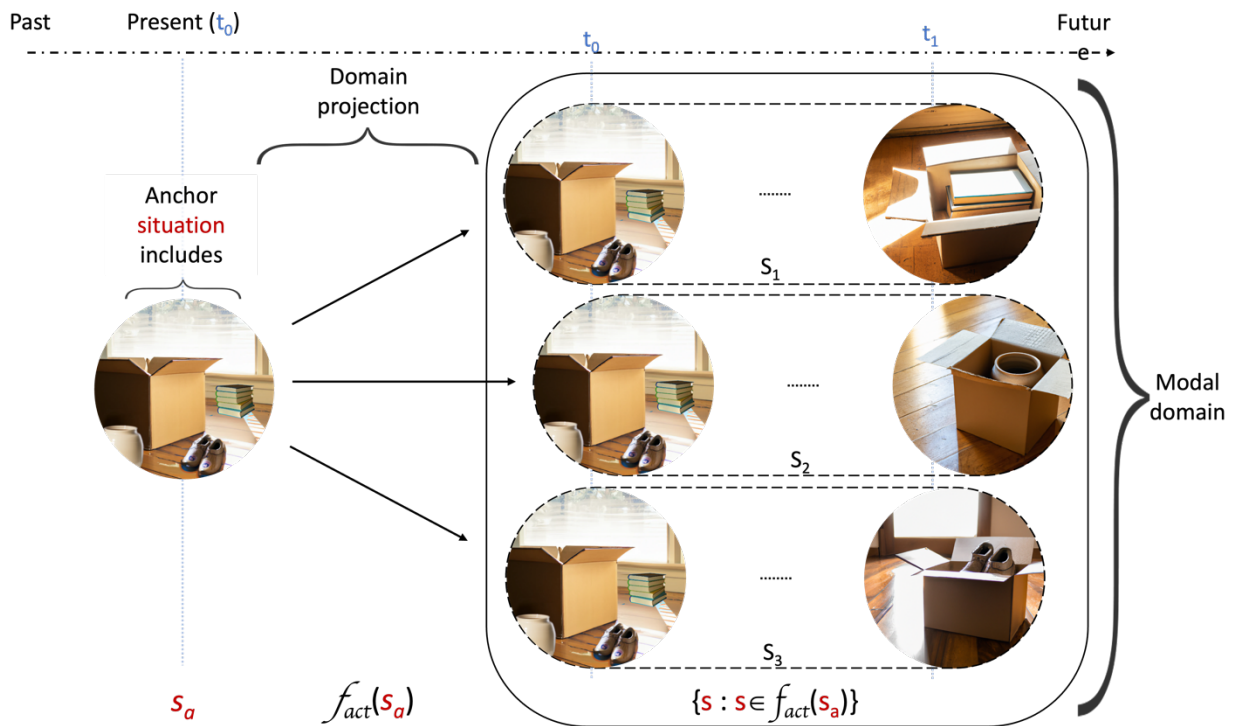 Past
Present (t0)
t0
t1
Futur
e
Domain
projection
Anchor
situation
includes
........
S1
........
S2
........
S3
Modal
domain
sa
fact(sa)
{s : s ∈ fact(sa)}